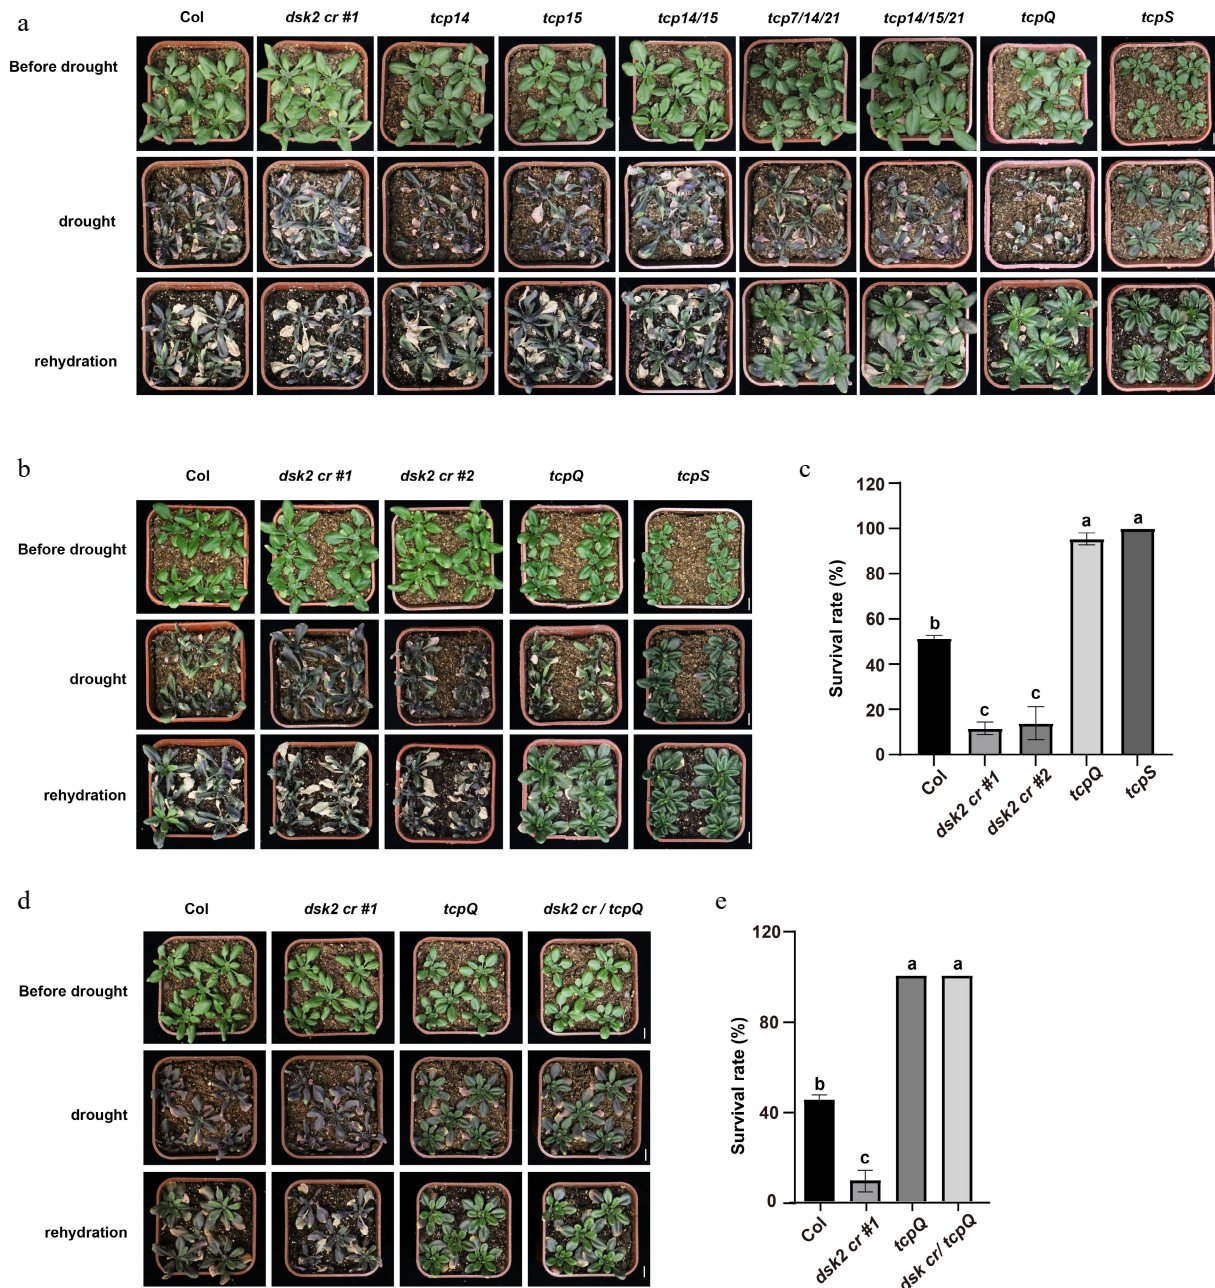 a
Col dsk2 cr #1 tcp14 tcp15 tcp14/15 tcp7/14/21 tcp14/15/21 tcpQ tcpS
Before drought
drought
rehydration
b
Col dsk2 cr #1 dsk2 cr #2 tcpQ tcpS
Before drought
drought
rehydration
c
120
100
80
60
40
20
0
Survival rate (%)
b
c
c
a
a
Col
dsk2 cr #1
dsk2 cr #2
tcpQ
tcpS
d
Col dsk2 cr #1 tcpQ dsk2 cr / tcpQ
Before drought
drought
rehydration
e
120
80
40
0
Survival rate (%)
b
c
a
a
Col
dsk2 cr #1
tcpQ
dsk cr/ tcpQ